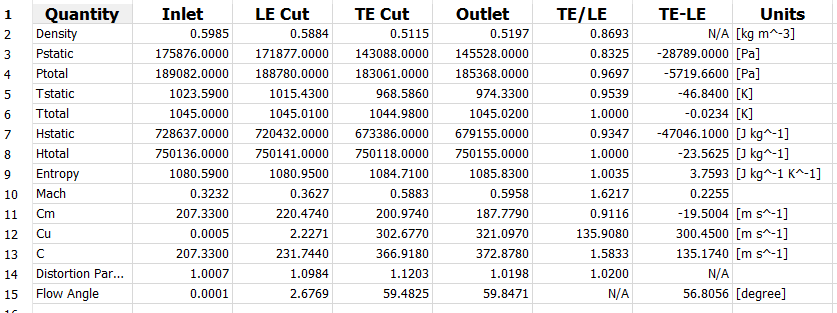 1 Quantity Inlet LE Cut TE Cut Outlet TE/LE TE-LE Units
2 Density 0.5985 0.5884 0.5115 0.5197 0.8693 N/A [kg m^-3]
3 Pstatic 175876.0000 171877.0000 143088.0000 145528.0000 0.8325 -28789.0000 [Pa]
4 Ptotal 189082.0000 188780.0000 183061.0000 185368.0000 0.9697 -5719.6600 [Pa]
5 Tstatic 1023.5900 1015.4300 968.5860 974.3300 0.9539 -46.8400 [K]
6 Ttotal 1045.0000 1045.0100 1044.9800 1045.0200 1.0000 -0.0234 [K]
7 Hstatic 728637.0000 720432.0000 673386.0000 679155.0000 0.9347 -47046.1000 [J kg^-1]
8 Htotal 750136.0000 750141.0000 750118.0000 750155.0000 1.0000 -23.5625 [J kg^-1]
9 Entropy 1080.5900 1080.9500 1084.7100 1085.8300 1.0035 3.7593 [J kg^-1 K^-1]
10 Mach 0.3232 0.3627 0.5883 0.5958 1.6217 0.2255
11 Cm 207.3300 220.4740 200.9740 187.7790 0.9116 -19.5004 [m s^-1]
12 Cu 0.0005 2.2271 302.6770 321.0970 135.9080 300.4500 [m s^-1]
13 C 207.3300 231.7440 366.9180 372.8780 1.5833 135.1740 [m s^-1]
14 Distortion Par... 1.0007 1.0984 1.1203 1.0198 1.0200 N/A
15 Flow Angle 0.0001 2.6769 59.4825 59.8471 N/A 56.8056 [degree]